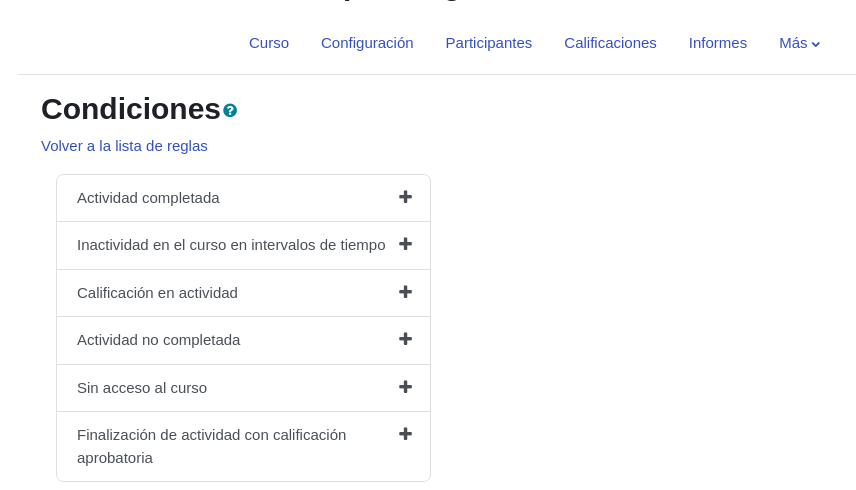 Curso Configuración Participantes Calificaciones Informes Más
Condiciones
Volver a la lista de reglas
Actividad completada
Inactividad en el curso en intervalos de tiempo
Calificación en actividad
Actividad no completada
Sin acceso al curso
Finalización de actividad con calificación
aprobatoria